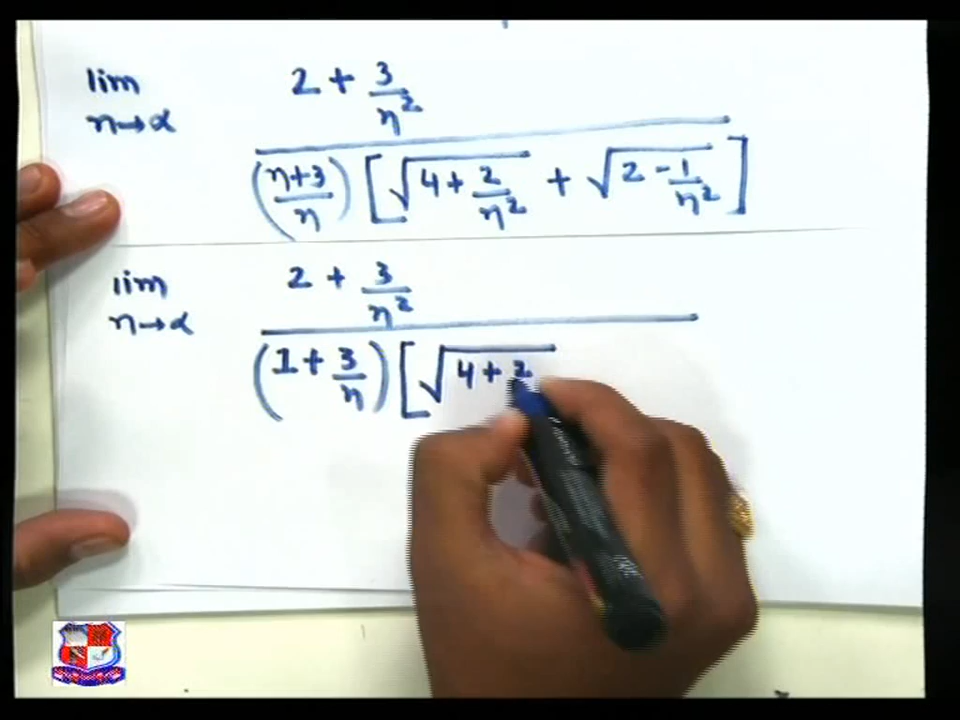 lim 2 + 3/n²
n→α
(n+3/n) [√4 + 2/n² + √2 - 1/n²]
lim 2 + 3/n²
n→α
(1 + 3/n) [√4 + 2